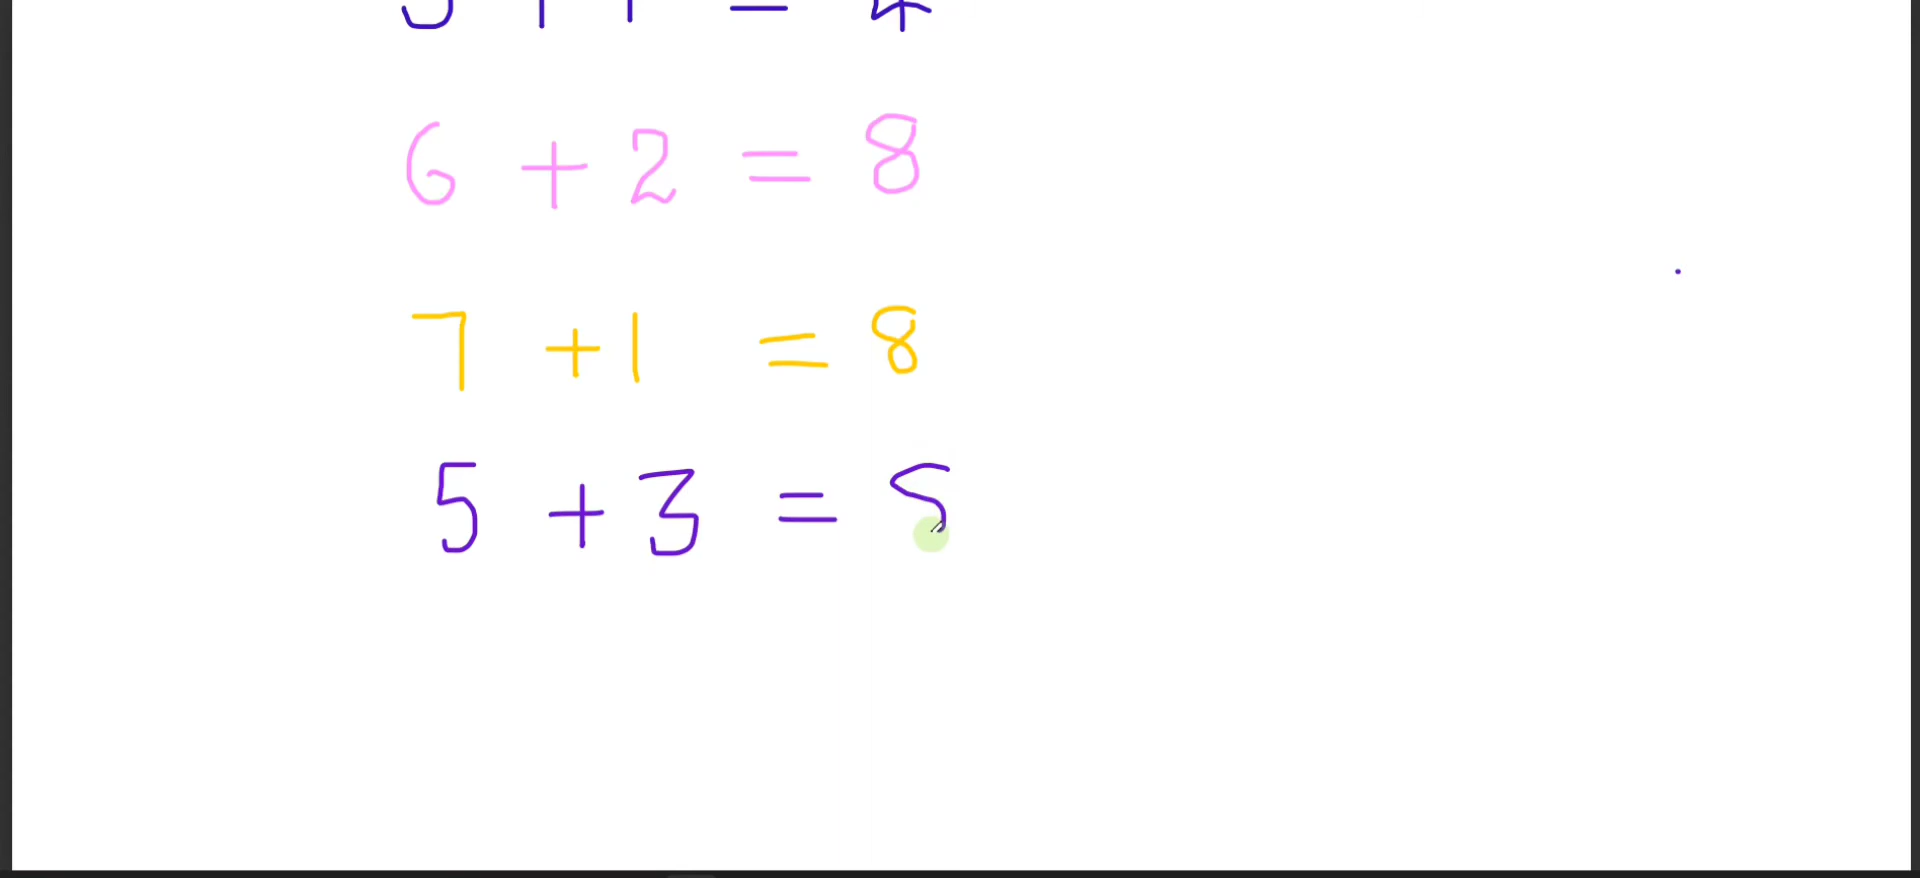 6 + 2 = 8
7 + 1 = 8
5 + 3 =